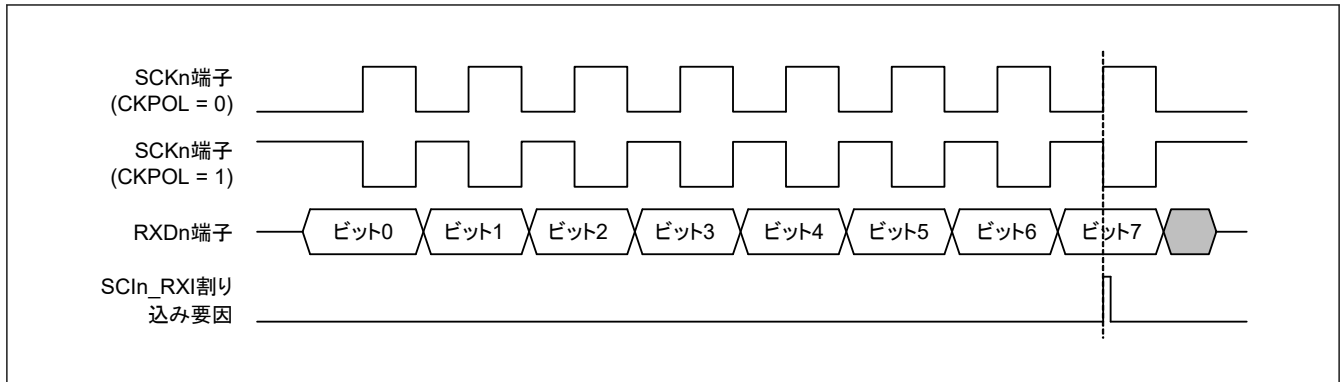 SCKn端子
(CKPOL = 0)
SCKn端子
(CKPOL = 1)
RXDn端子
ビット0 ビット1 ビット2 ビット3 ビット4 ビット5 ビット6 ビット7
SCIn_RXI割り
込み要因